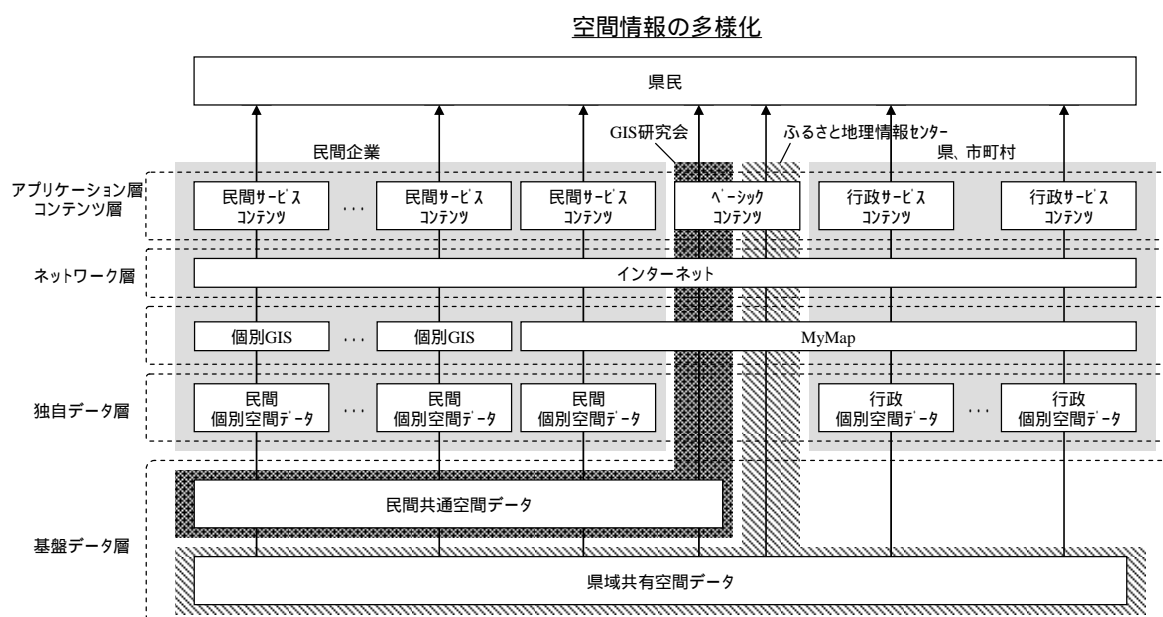 空間情報の多様化
県民
GIS研究会
ふるさと地理情報ｾﾝﾀｰ
民間企業
県、市町村
アプリケーション層
コンテンツ層
民間ｻｰﾋﾞｽ
ｺﾝﾃﾝﾂ
...
民間ｻｰﾋﾞｽ
ｺﾝﾃﾝﾂ
民間ｻｰﾋﾞｽ
ｺﾝﾃﾝﾂ
ﾍﾞｰｼｯｸ
ｺﾝﾃﾝﾂ
行政ｻｰﾋﾞｽ
ｺﾝﾃﾝﾂ
...
行政ｻｰﾋﾞｽ
ｺﾝﾃﾝﾂ
ネットワーク層
インターネット
個別GIS
...
個別GIS
MyMap
独自データ層
民間
個別空間ﾃﾞｰﾀ
...
民間
個別空間ﾃﾞｰﾀ
民間
個別空間ﾃﾞｰﾀ
行政
個別空間ﾃﾞｰﾀ
...
行政
個別空間ﾃﾞｰﾀ
基盤データ層
民間共通空間データ
県域共有空間データ